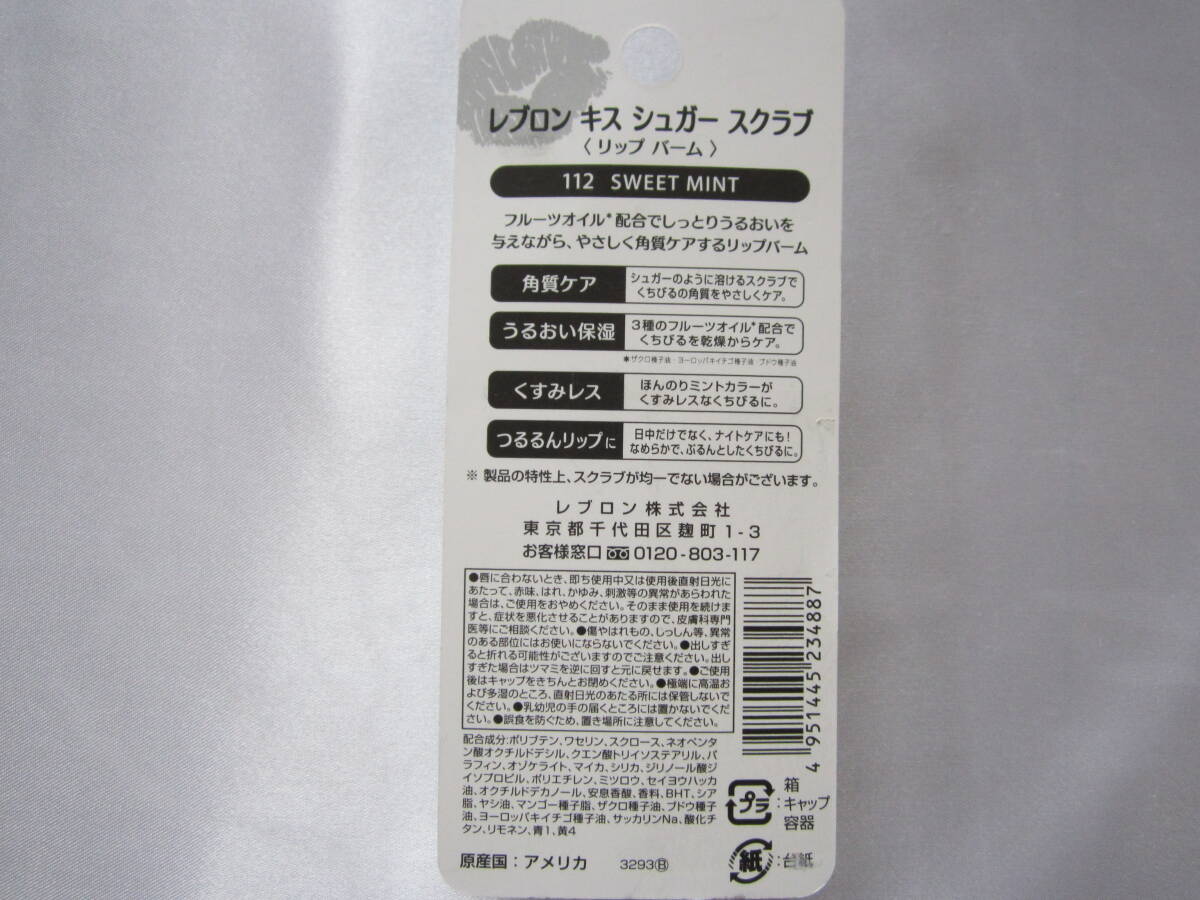 レブロン キス シュガー スクラブ
〈 リップ バーム 〉
112 SWEET MINT
フルーツオイル*配合でしっとりうるおいを
与えながら、やさしく角質ケアするリップバーム
角質ケア
シュガーのように溶けるスクラブで
くちびるの角質をやさしくケア。
うるおい保湿
3種のフルーツオイル*配合で
くちびるを乾燥からケア。
*ザクロ種子油・ヨーロッパキイチゴ種子油 ブドウ種子油
くすみレス
ほんのりミントカラーが
くすみレスなくちびるに。
つるるんリップに
日中だけでなく、ナイトケアにも!
なめらかで、ぷるんとしたくちびるに。
※ 製品の特性上、スクラブが均一でない場合がございます。
レブロン株式会社
東京都千代田区麹町1-3
お客様窓口 0120-803-117
●唇に合わないとき、即ち使用中又は使用後直射日光に
あたって、赤味、はれ、かゆみ、刺激等の異常があらわれた
場合は、ご使用をおやめください。そのまま使用を続けま
すと、症状を悪化させることがありますので、皮膚科専門
医等にご相談ください。●傷やはれもの、しっしん等、異常
のある部位にはお使いにならないでください。●出しすぎ
ると折れる可能性がございますのでご注意ください。出し
すぎた場合はツマミを逆に回すと元に戻せます。●ご使用
後はキャップをきちんとお閉めください。●極端に高温お
よび多湿のところ、直射日光のあたる所には保管しないで
ください。●乳幼児の手の届くところには置かないでくだ
さい。●誤食を防ぐため、置き場所に注意してください。
4 951445 234887
配合成分:ポリブテン、ワセリン、スクロース、ネオペンタ
ン酸オクチルドデシル、クエン酸トリイソステアリル、パ
ラフィン、オゾケライト、マイカ、シリカ、ジリノール酸ジ
イソプロピル、ポリエチレン、ミツロウ、セイヨウハッカ
油、オクチルドデカノール、安息香酸、香料、BHT、シア
脂、ヤシ油、マンゴー種子脂、ザクロ種子油、ブドウ種子
油、ヨーロッパキイチゴ種子油、サッカリンNa、酸化チ
タン、リモネン、青1、黄4
プラ
箱
:キャップ
容器
原産国:アメリカ 3293Ⓑ
紙 :台紙